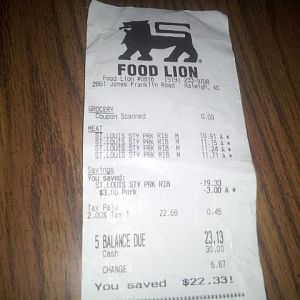 FOOD LION
Food Lion #0816 (919) 233-9708
2861 Jones Franklin Road Raleigh, NC
GROCERY
Coupon Scanned 0.00
MEAT
ST.LOUIS STY PRK RIB M 10.91 A *
ST.LOUIS STY PRK RIB M 11.75 A *
ST.LOUIS STY PRK RIB M 11.24 A *
ST.LOUIS STY PRK RIB M 11.71 A *
Savings
You saved:
ST.LOUIS STY PRK RIB -19.33
$3.00 Pork -3.00 A *
Tax Paid
2.00% Tax 1 22.68 0.45
5 BALANCE DUE 23.13
Cash 30.00
CHANGE 6.87
You saved $22.33!